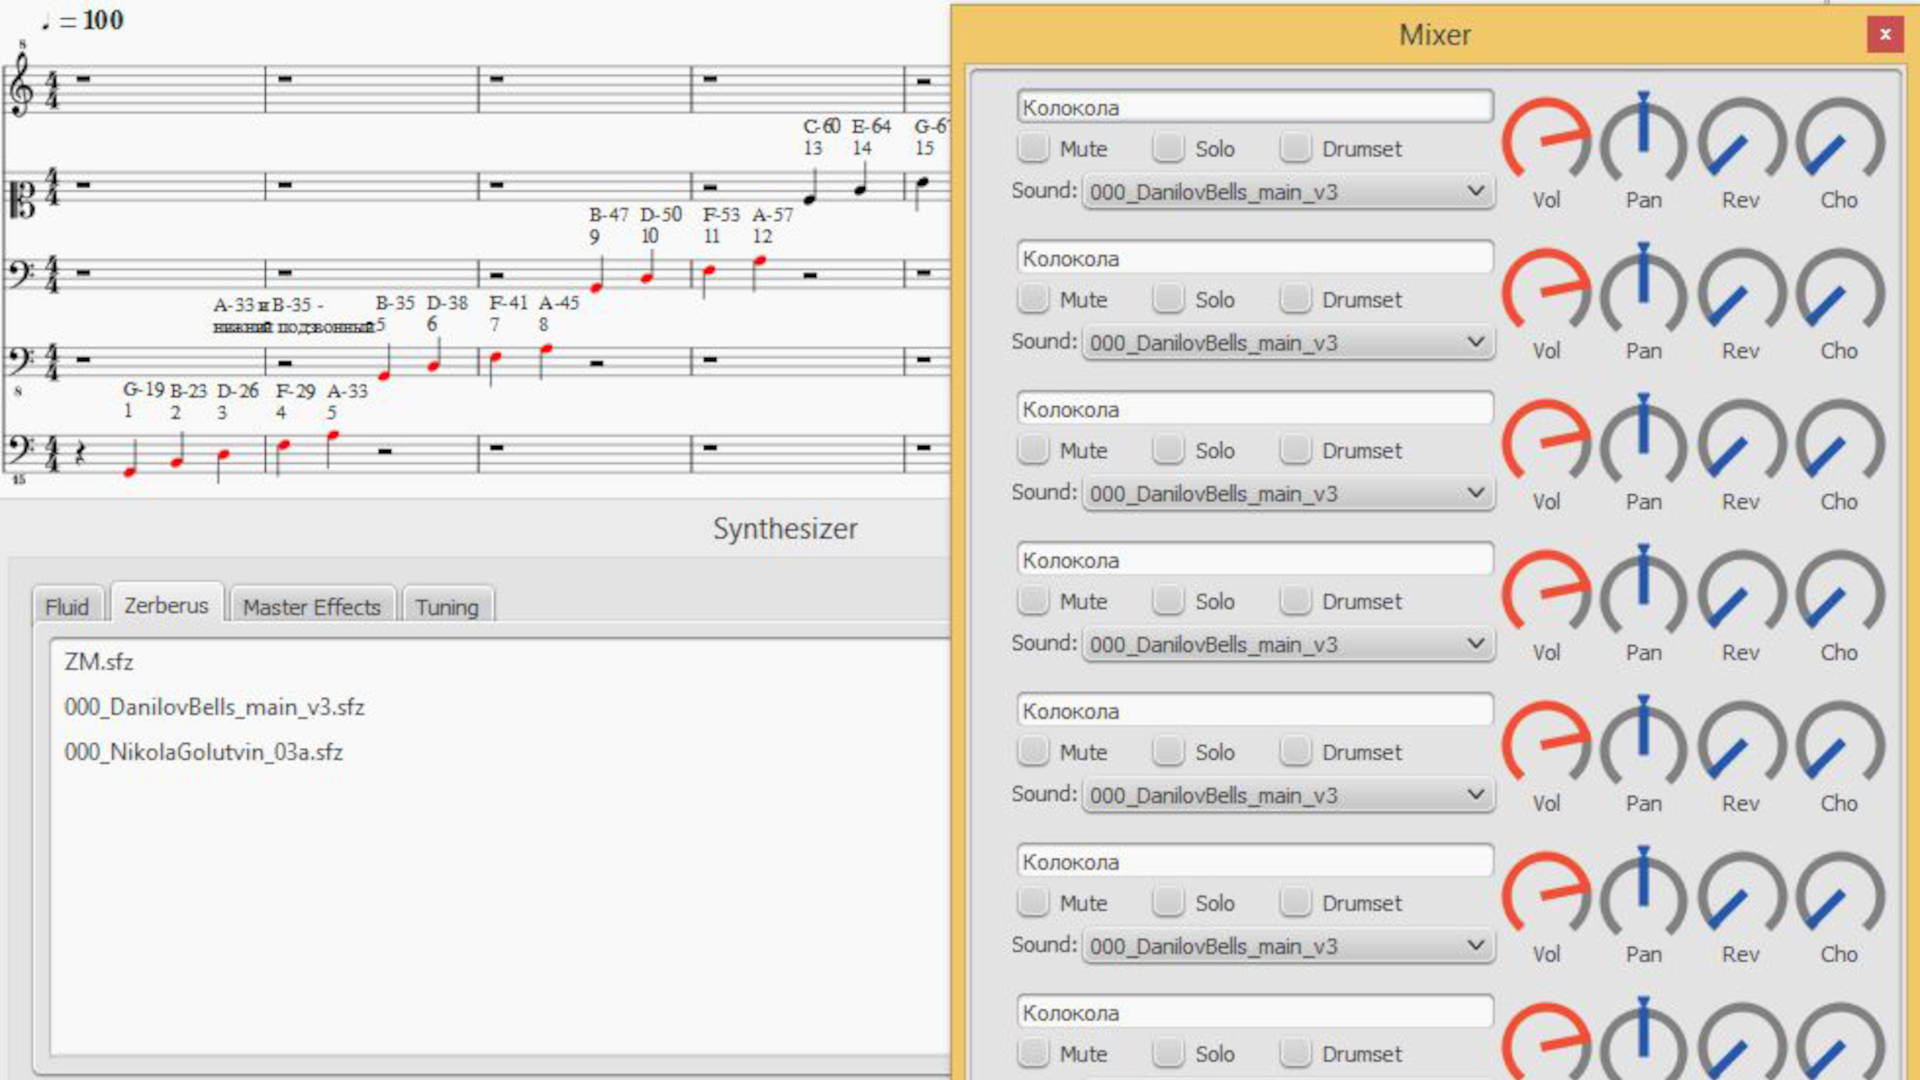 ♩ = 100
8
C-60 E-64
13 14 15
B-47 D-50 F-53 A-57
9 10 11 12
A-33 и B-35 - B-35 D-38 F-41 A-45
нижний подзвонный 5 6 7 8
8
G-19 B-23 D-26 F-29 A-33
1 2 3 4 5
15
Synthesizer
Fluid Zerberus Master Effects Tuning
ZM.sfz
000_DanilovBells_main_v3.sfz
000_NikolaGolutvin_03a.sfz
Mixer
x
Колокола
Mute Solo Drumset
Sound: 000_DanilovBells_main_v3
Vol Pan Rev Cho
Колокола
Mute Solo Drumset
Sound: 000_DanilovBells_main_v3
Vol Pan Rev Cho
Колокола
Mute Solo Drumset
Sound: 000_DanilovBells_main_v3
Vol Pan Rev Cho
Колокола
Mute Solo Drumset
Sound: 000_DanilovBells_main_v3
Vol Pan Rev Cho
Колокола
Mute Solo Drumset
Sound: 000_DanilovBells_main_v3
Vol Pan Rev Cho
Колокола
Mute Solo Drumset
Sound: 000_DanilovBells_main_v3
Vol Pan Rev Cho
Колокола
Mute Solo Drumset